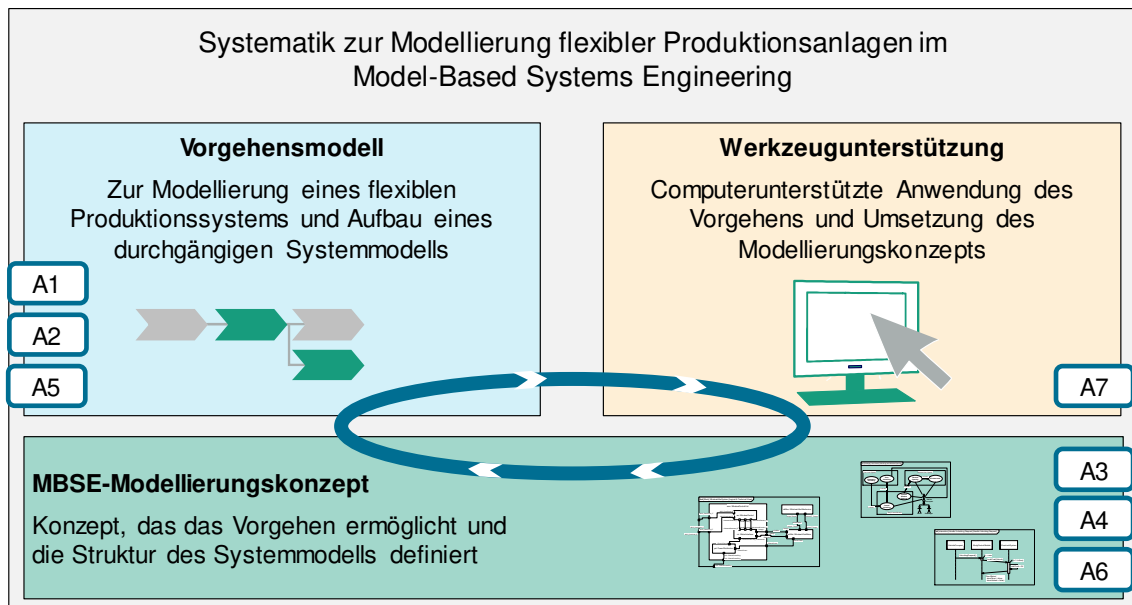 Systematik zur Modellierung flexibler Produktionsanlagen im
Model-Based Systems Engineering
Vorgehensmodell
Zur Modellierung eines flexiblen
Produktionssystems und Aufbau eines
durchgängigen Systemmodells
A1
A2
A5
Werkzeugunterstützung
Computerunterstützte Anwendung des
Vorgehens und Umsetzung des
Modellierungskonzepts
A7
MBSE-Modellierungskonzept
Konzept, das das Vorgehen ermöglicht und
die Struktur des Systemmodells definiert
A3
A4
A6